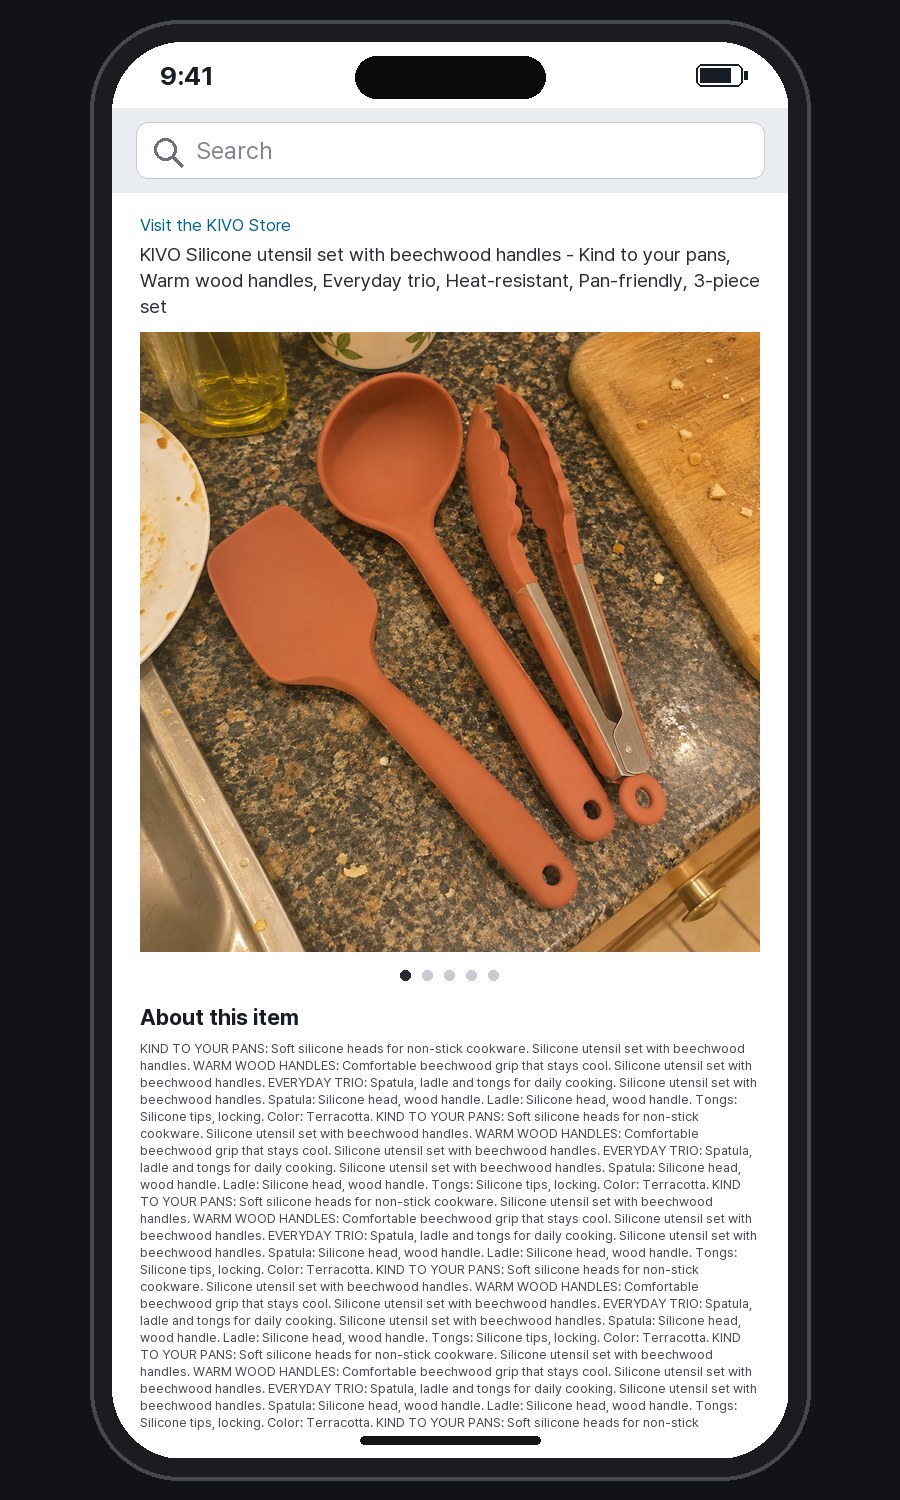 9:41
Search
Visit the KIVO Store
KIVO Silicone utensil set with beechwood handles - Kind to your pans,
Warm wood handles, Everyday trio, Heat-resistant, Pan-friendly, 3-piece
set
About this item
KIND TO YOUR PANS: Soft silicone heads for non-stick cookware. Silicone utensil set with beechwood
handles. WARM WOOD HANDLES: Comfortable beechwood grip that stays cool. Silicone utensil set with
beechwood handles. EVERYDAY TRIO: Spatula, ladle and tongs for daily cooking. Silicone utensil set with
beechwood handles. Spatula: Silicone head, wood handle. Ladle: Silicone head, wood handle. Tongs:
Silicone tips, locking. Color: Terracotta. KIND TO YOUR PANS: Soft silicone heads for non-stick
cookware. Silicone utensil set with beechwood handles. WARM WOOD HANDLES: Comfortable
beechwood grip that stays cool. Silicone utensil set with beechwood handles. EVERYDAY TRIO: Spatula,
ladle and tongs for daily cooking. Silicone utensil set with beechwood handles. Spatula: Silicone head,
wood handle. Ladle: Silicone head, wood handle. Tongs: Silicone tips, locking. Color: Terracotta. KIND
TO YOUR PANS: Soft silicone heads for non-stick cookware. Silicone utensil set with beechwood
handles. WARM WOOD HANDLES: Comfortable beechwood grip that stays cool. Silicone utensil set with
beechwood handles. EVERYDAY TRIO: Spatula, ladle and tongs for daily cooking. Silicone utensil set with
beechwood handles. Spatula: Silicone head, wood handle. Ladle: Silicone head, wood handle. Tongs:
Silicone tips, locking. Color: Terracotta. KIND TO YOUR PANS: Soft silicone heads for non-stick
cookware. Silicone utensil set with beechwood handles. WARM WOOD HANDLES: Comfortable
beechwood grip that stays cool. Silicone utensil set with beechwood handles. EVERYDAY TRIO: Spatula,
ladle and tongs for daily cooking. Silicone utensil set with beechwood handles. Spatula: Silicone head,
wood handle. Ladle: Silicone head, wood handle. Tongs: Silicone tips, locking. Color: Terracotta. KIND
TO YOUR PANS: Soft silicone heads for non-stick cookware. Silicone utensil set with beechwood
handles. WARM WOOD HANDLES: Comfortable beechwood grip that stays cool. Silicone utensil set with
beechwood handles. EVERYDAY TRIO: Spatula, ladle and tongs for daily cooking. Silicone utensil set with
beechwood handles. Spatula: Silicone head, wood handle. Ladle: Silicone head, wood handle. Tongs:
Silicone tips, locking. Color: Terracotta. KIND TO YOUR PANS: Soft silicone heads for non-stick